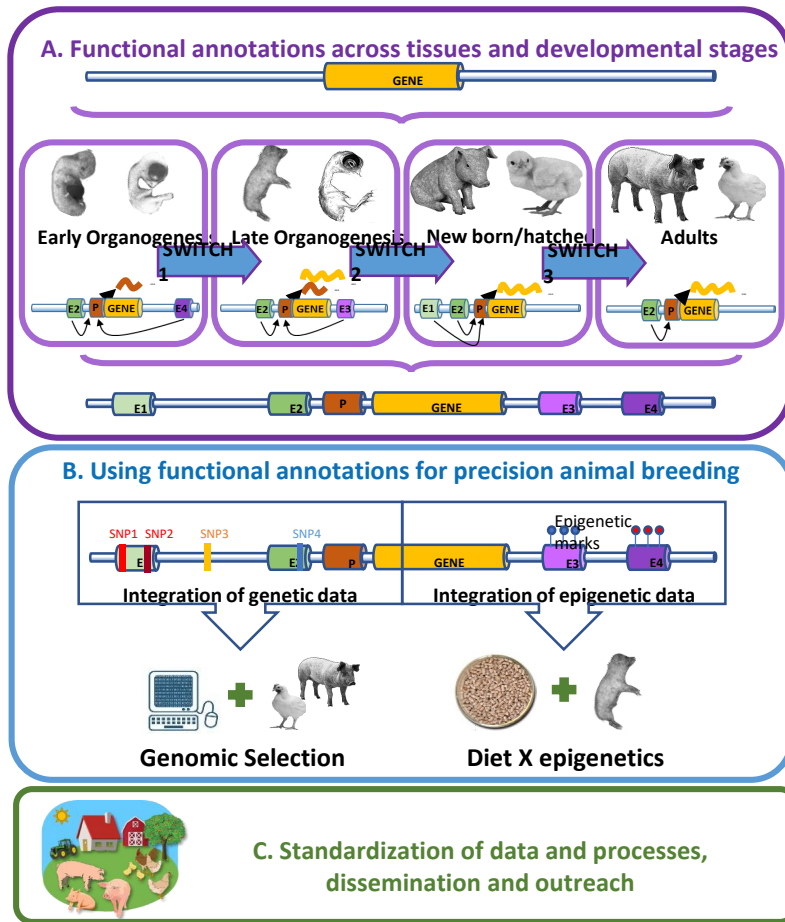 A. Functional annotations across tissues and developmental stages
GENE
Early Organogenesis
Late Organogenesis
New born/hatched
Adults
SWITCH 1
SWITCH 2
SWITCH 3
E2 P GENE E4
E2 P GENE E3
E1 E2 P GENE
E2 P GENE
E1 E2 P GENE E3 E4
B. Using functional annotations for precision animal breeding
SNP1 SNP2 SNP3 SNP4
Epigenetic
marks
E P GENE E3 E4
Integration of genetic data
Integration of epigenetic data
Genomic Selection
Diet X epigenetics
C. Standardization of data and processes,
dissemination and outreach